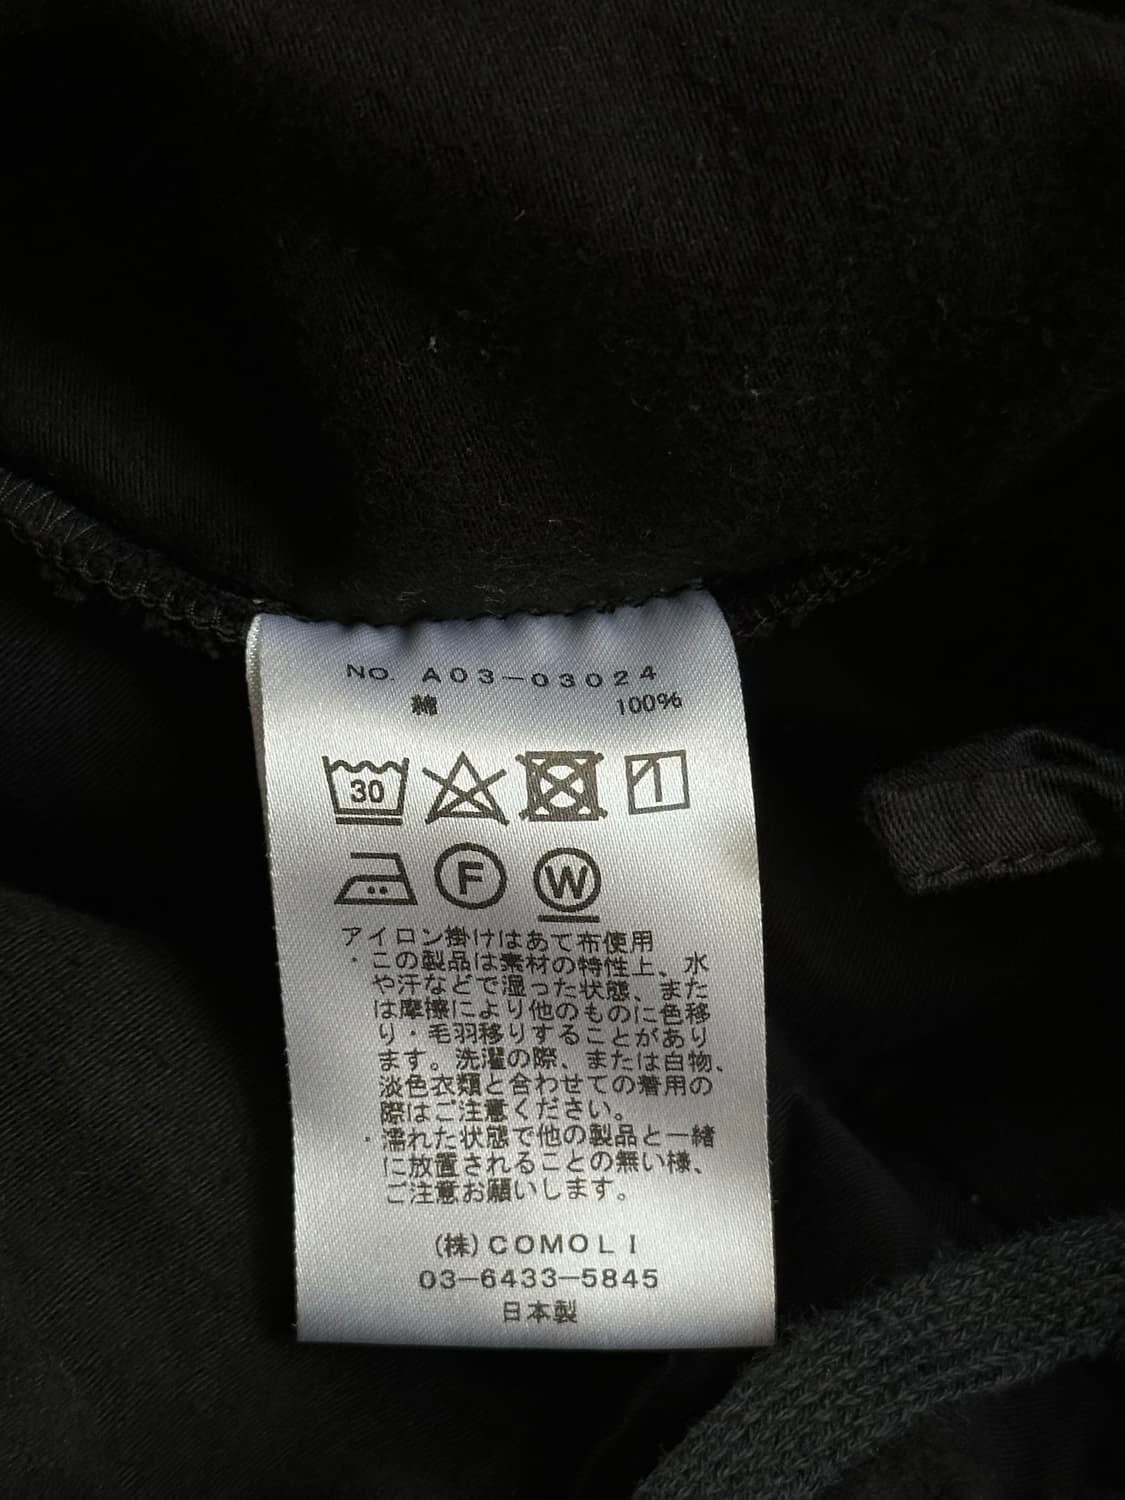 NO. A03-03024
綿 100%
30
F
W
アイロン掛けはあて布使用
・この製品は素材の特性上、水
や汗などで湿った状態、また
は摩擦により他のものに色移
り・毛羽移りすることがあり
ます。洗濯の際、または白物、
淡色衣類と合わせての着用の
際はご注意ください。
・濡れた状態で他の製品と一緒
に放置されることの無い様、
ご注意お願いします。
(株)COMOLI
03-6433-5845
日本製